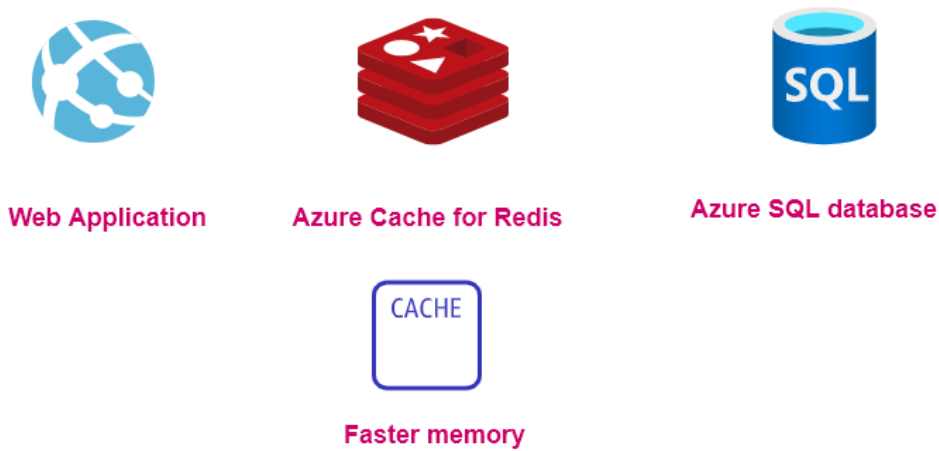 SQL
Web Application
Azure Cache for Redis
Azure SQL database
CACHE
Faster memory